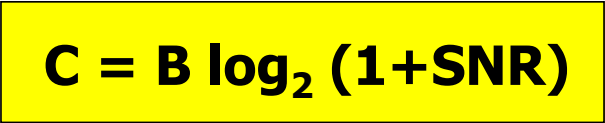 C = B log₂ (1+SNR)